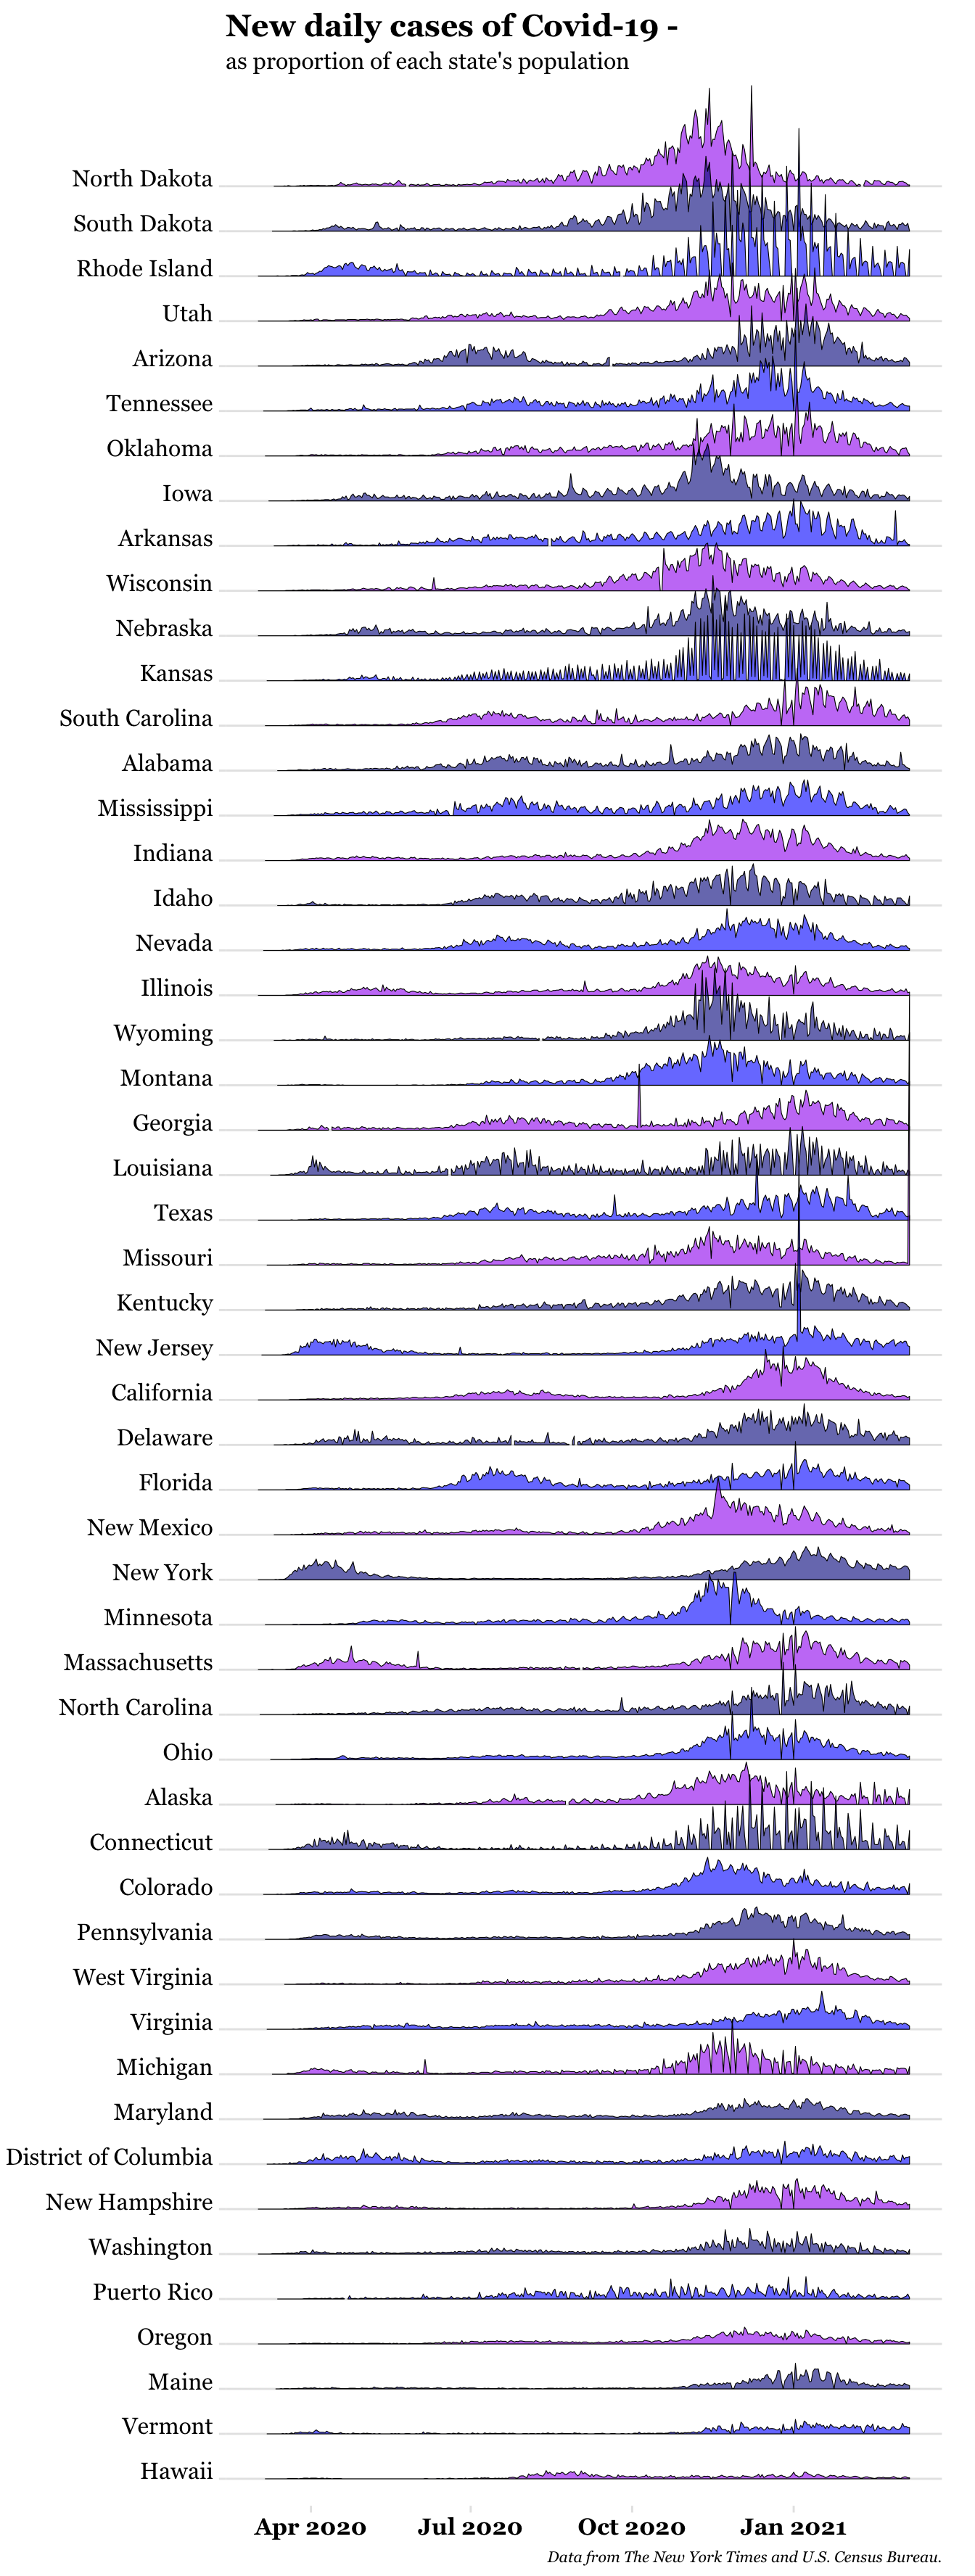 New daily cases of Covid-19 -
as proportion of each state's population
North Dakota
South Dakota
Rhode Island
Utah
Arizona
Tennessee
Oklahoma
Iowa
Arkansas
Wisconsin
Nebraska
Kansas
South Carolina
Alabama
Mississippi
Indiana
Idaho
Nevada
Illinois
Wyoming
Montana
Georgia
Louisiana
Texas
Missouri
Kentucky
New Jersey
California
Delaware
Florida
New Mexico
New York
Minnesota
Massachusetts
North Carolina
Ohio
Alaska
Connecticut
Colorado
Pennsylvania
West Virginia
Virginia
Michigan
Maryland
District of Columbia
New Hampshire
Washington
Puerto Rico
Oregon
Maine
Vermont
Hawaii
Apr 2020 Jul 2020 Oct 2020 Jan 2021
Data from The New York Times and U.S. Census Bureau.